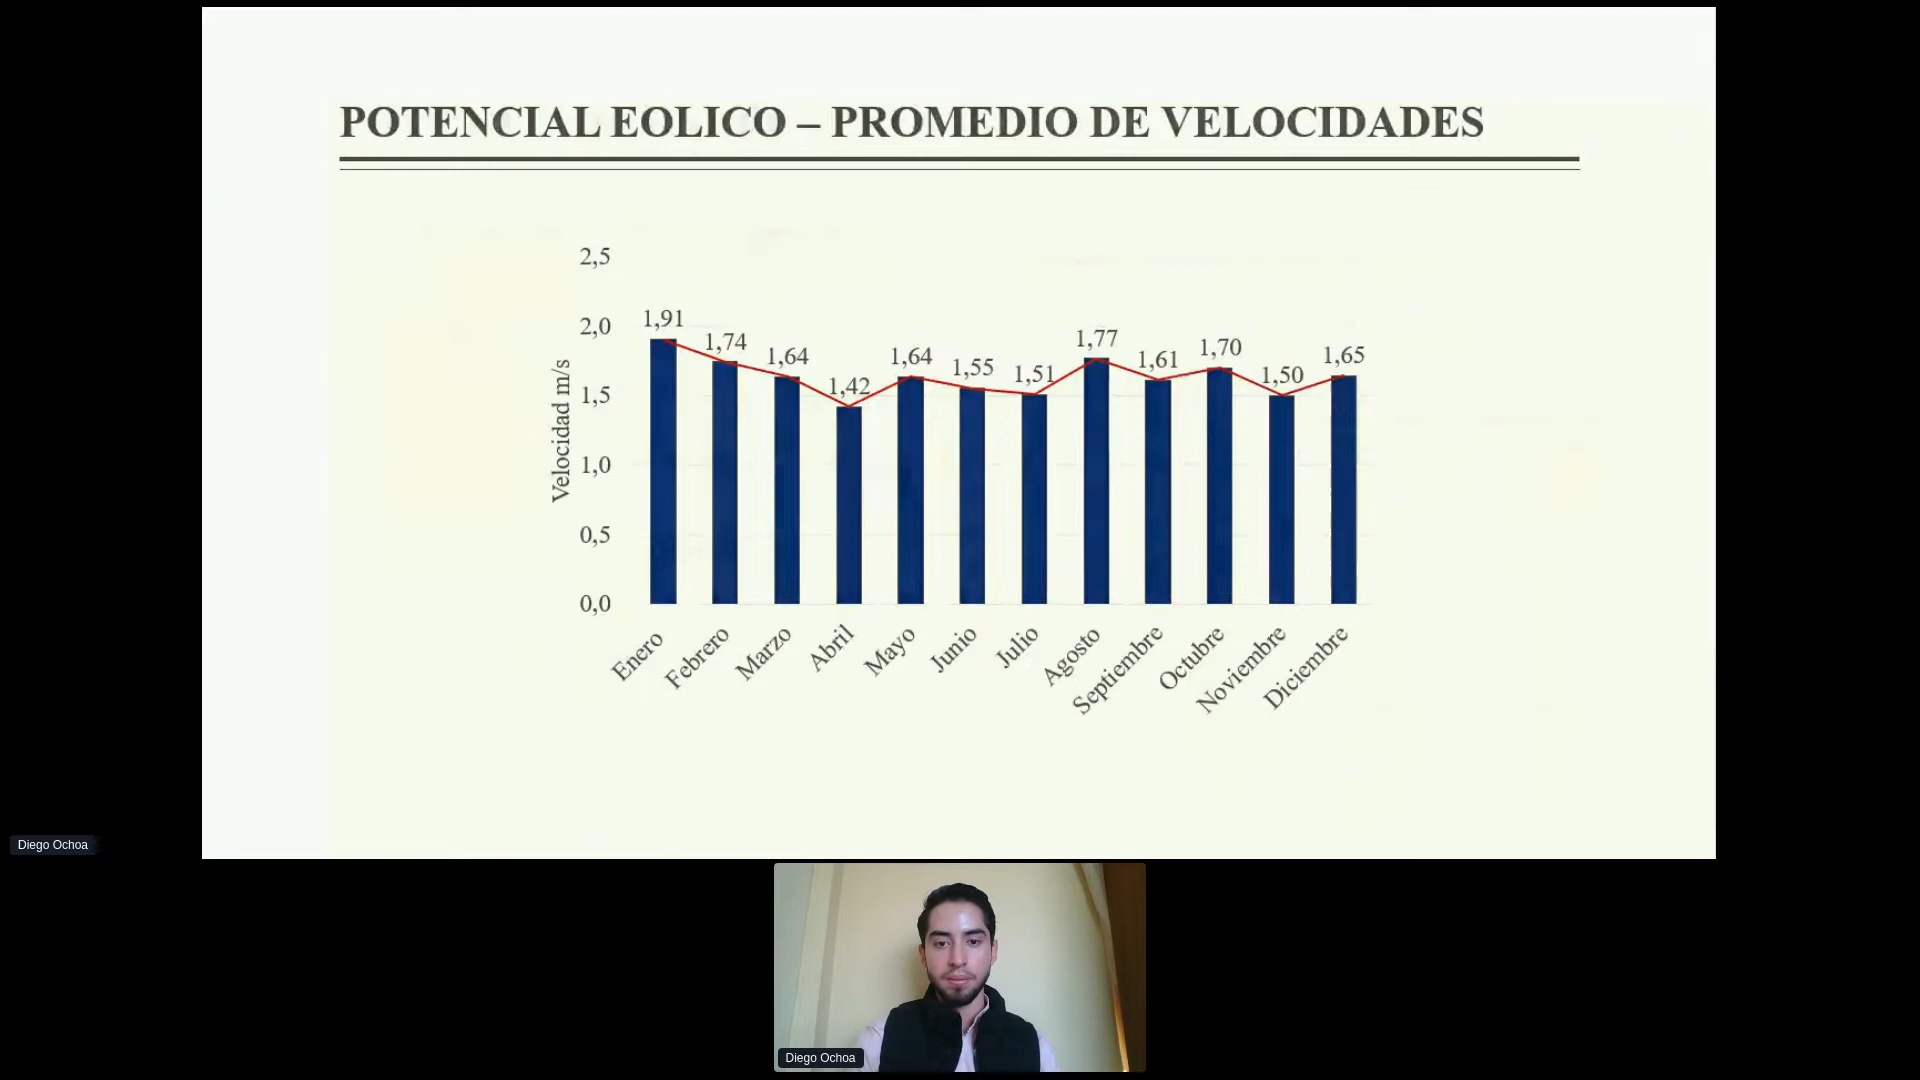 POTENCIAL EOLICO – PROMEDIO DE VELOCIDADES
2,5
2,0
1,5
1,0
0,5
0,0
Velocidad m/s
1,91
1,74
1,64
1,42
1,64
1,55
1,51
1,77
1,61
1,70
1,50
1,65
Enero
Febrero
Marzo
Abril
Mayo
Junio
Julio
Agosto
Septiembre
Octubre
Noviembre
Diciembre
Diego Ochoa
Diego Ochoa